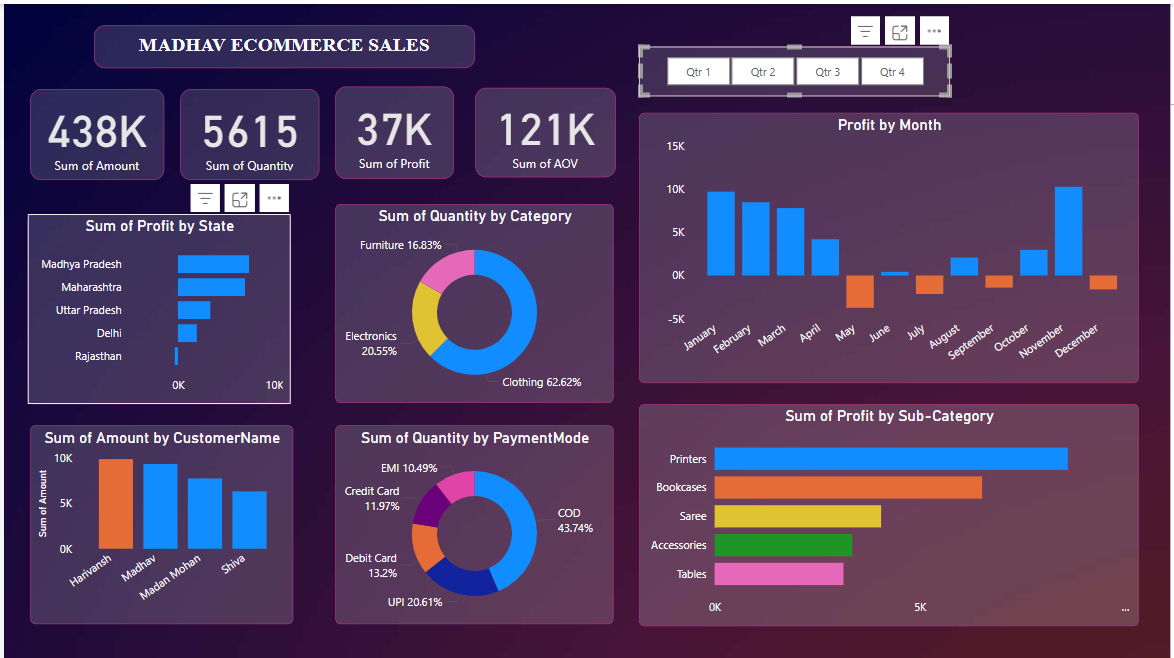 MADHAV ECOMMERCE SALES
Qtr 1 Qtr 2 Qtr 3 Qtr 4
438K
Sum of Amount
5615
Sum of Quantity
37K
Sum of Profit
121K
Sum of AOV
Profit by Month
15K
10K
5K
0K
-5K
January February March April May June July August September October November December
Sum of Profit by State
Madhya Pradesh
Maharashtra
Uttar Pradesh
Delhi
Rajasthan
0K 10K
Sum of Quantity by Category
Furniture 16.83%
Electronics
20.55%
Clothing 62.62%
Sum of Amount by CustomerName
Sum of Amount
10K
5K
0K
Harivansh Madhav Madan Mohan Shiva
Sum of Quantity by PaymentMode
EMI 10.49%
Credit Card
11.97%
COD
43.74%
Debit Card
13.2%
UPI 20.61%
Sum of Profit by Sub-Category
Printers
Bookcases
Saree
Accessories
Tables
0K 5K ...